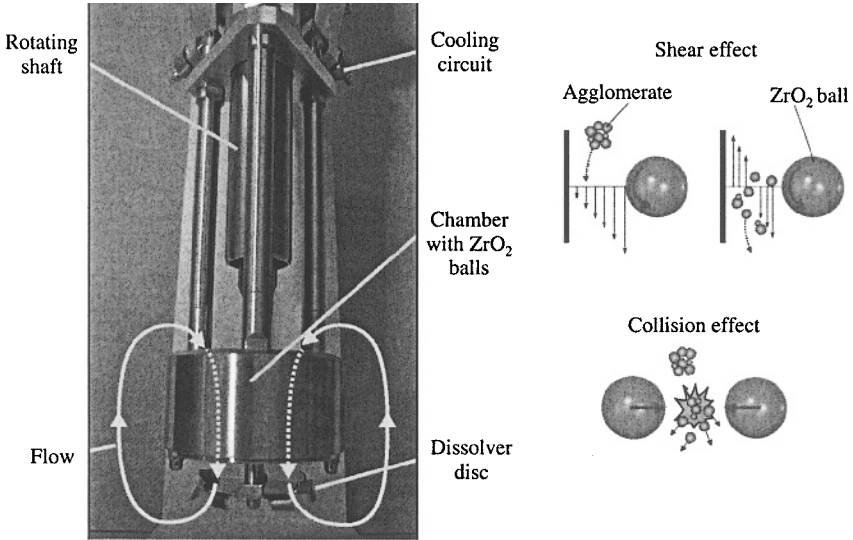 Rotating
shaft
Cooling
circuit
Chamber
with ZrO₂
balls
Flow
Dissolver
disc
Shear effect
Agglomerate
ZrO₂ ball
Collision effect